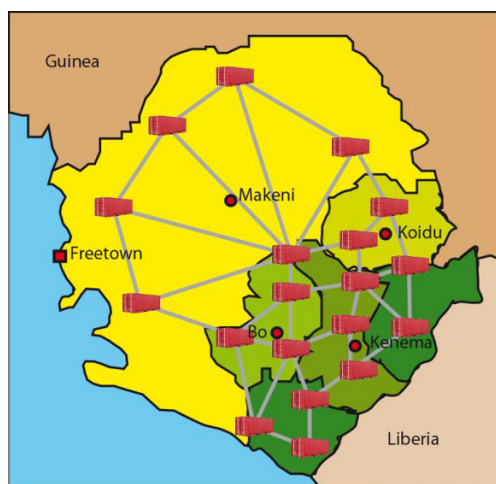 Guinea
Makeni
Koidu
Freetown
Bo
Kenema
Liberia